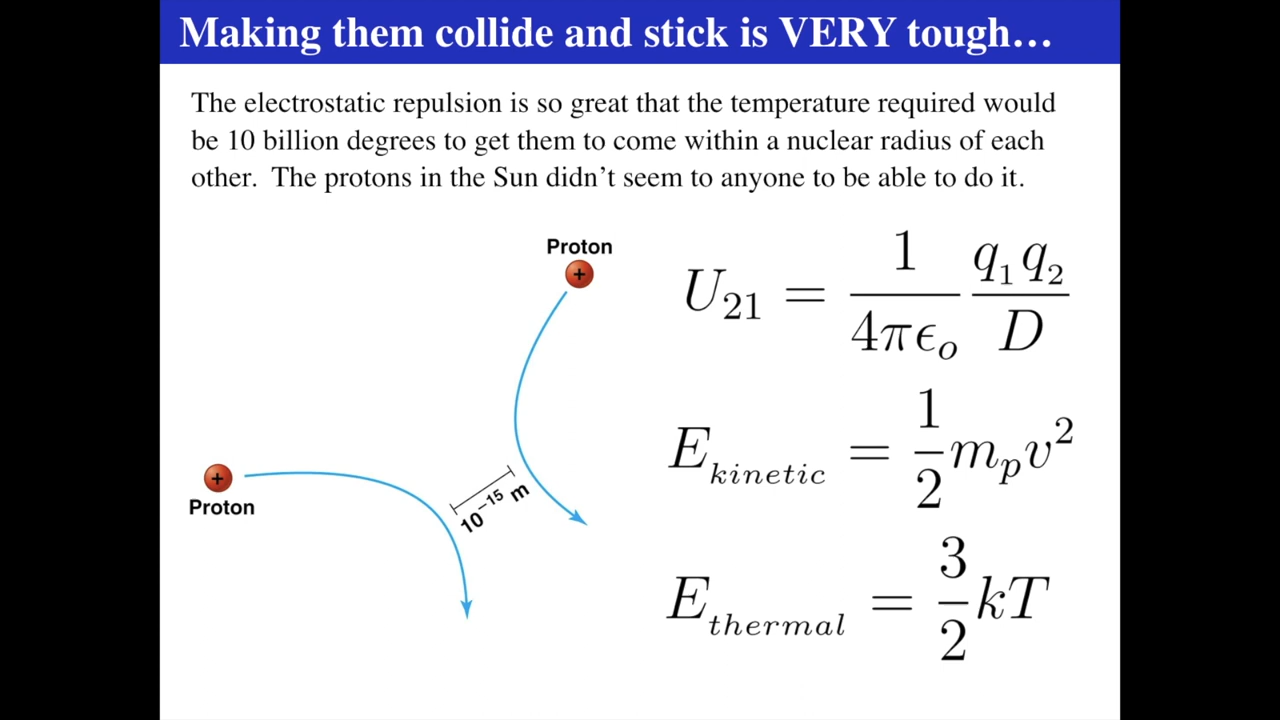 Making them collide and stick is VERY tough…
The electrostatic repulsion is so great that the temperature required would
be 10 billion degrees to get them to come within a nuclear radius of each
other.  The protons in the Sun didn't seem to anyone to be able to do it.
Proton
+
+
Proton
10⁻¹⁵ m
U₂₁ = 1/(4πϵₒ) q₁q₂/D
E_kinetic = 1/2 mₚv²
E_thermal = 3/2 kT